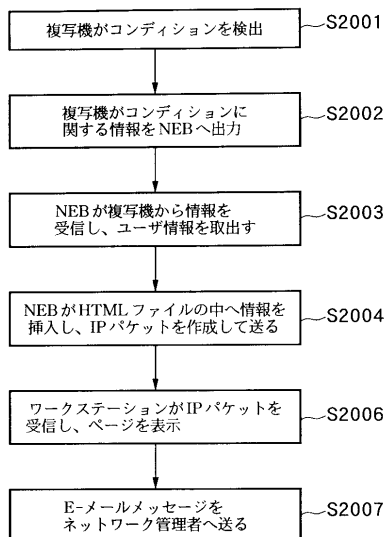 複写機がコンディションを検出
S2001
複写機がコンディションに
関する情報をNEBへ出力
S2002
NEBが複写機から情報を
受信し、ユーザ情報を取出す
S2003
NEBがHTMLファイルの中へ情報を
挿入し、IPパケットを作成して送る
S2004
ワークステーションがIPパケットを
受信し、ページを表示
S2006
E-メールメッセージを
ネットワーク管理者へ送る
S2007